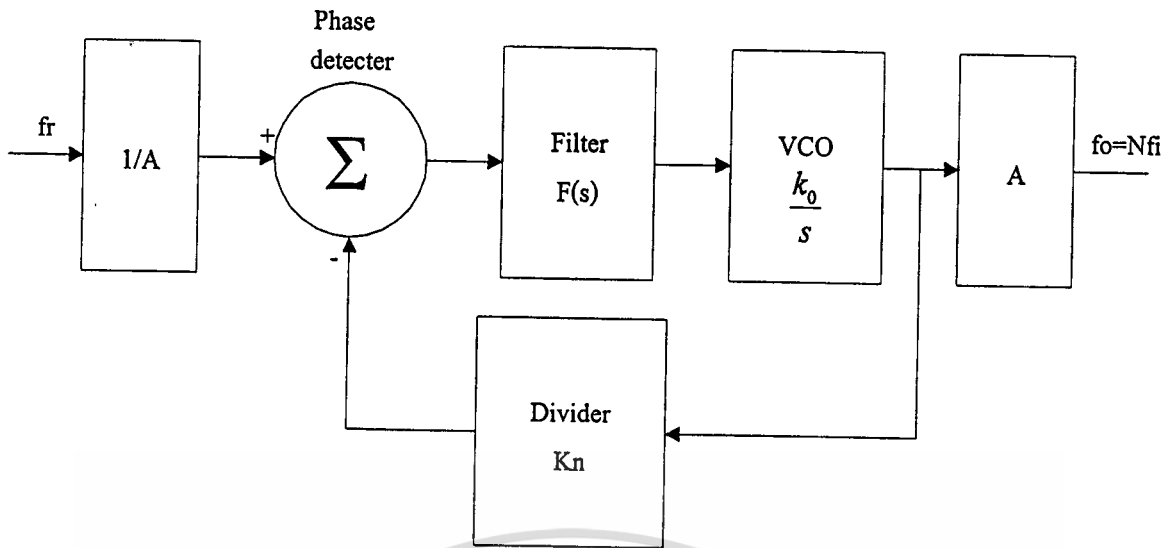 Phase
detecter
fr
1/A
+
Σ
-
Filter
F(s)
VCO
k₀
s
A
fo=Nfi
Divider
Kn